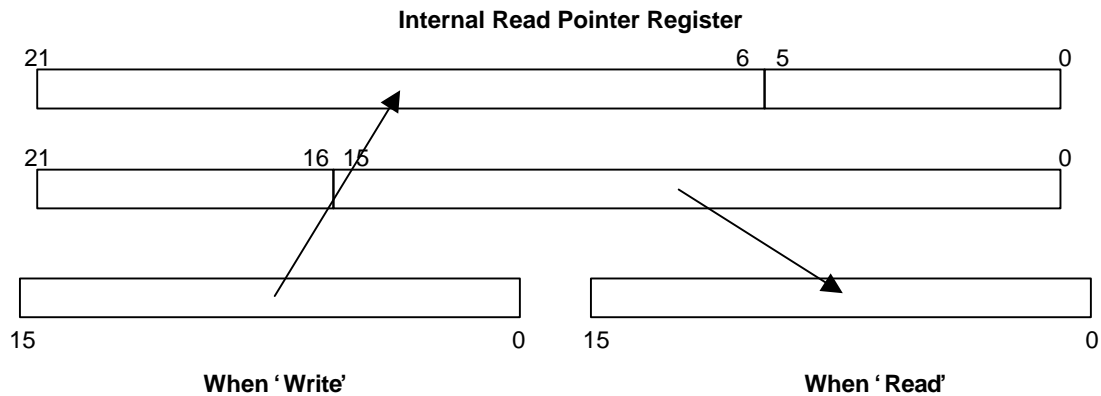 Internal Read Pointer Register
21 6 5 0
21 16 15 0
15 0 15 0
When ‘ Write’ When ‘ Read’